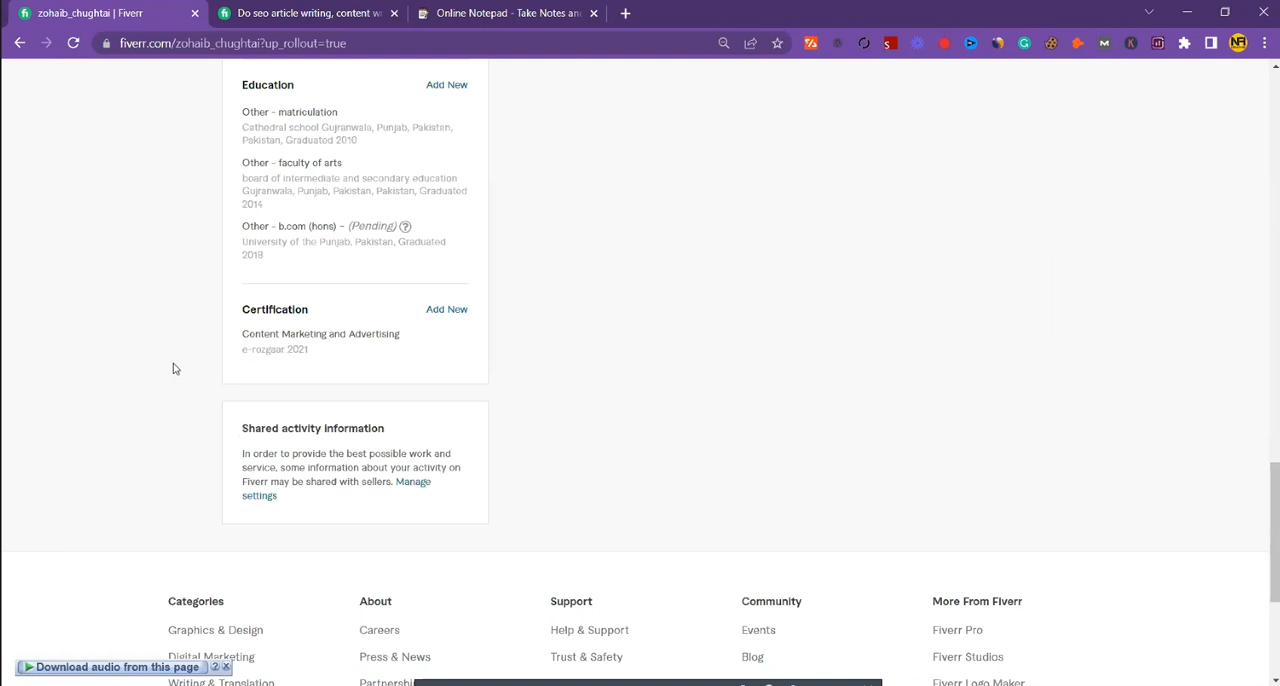 zohaib_chughtai | Fiverr
Do seo article writing, content w
Online Notepad - Take Notes an
fiverr.com/zohaib_chughtai?up_rollout=true
Education
Add New
Other - matriculation
Cathedral school Gujranwala, Punjab, Pakistan,
Pakistan, Graduated 2010
Other - faculty of arts
board of intermediate and secondary education
Gujranwala, Punjab, Pakistan, Pakistan, Graduated
2014
Other - b.com (hons) - (Pending) ?
University of the Punjab, Pakistan, Graduated
2018
Certification
Add New
Content Marketing and Advertising
e-rozgaar 2021
Shared activity information
In order to provide the best possible work and
service, some information about your activity on
Fiverr may be shared with sellers. Manage
settings
Categories
About
Support
Community
More From Fiverr
Graphics & Design
Careers
Help & Support
Events
Fiverr Pro
Digital Marketing
Press & News
Trust & Safety
Blog
Fiverr Studios
Download audio from this page ? x
Writing & Translation
Partnershi
Fiverr Logo Maker